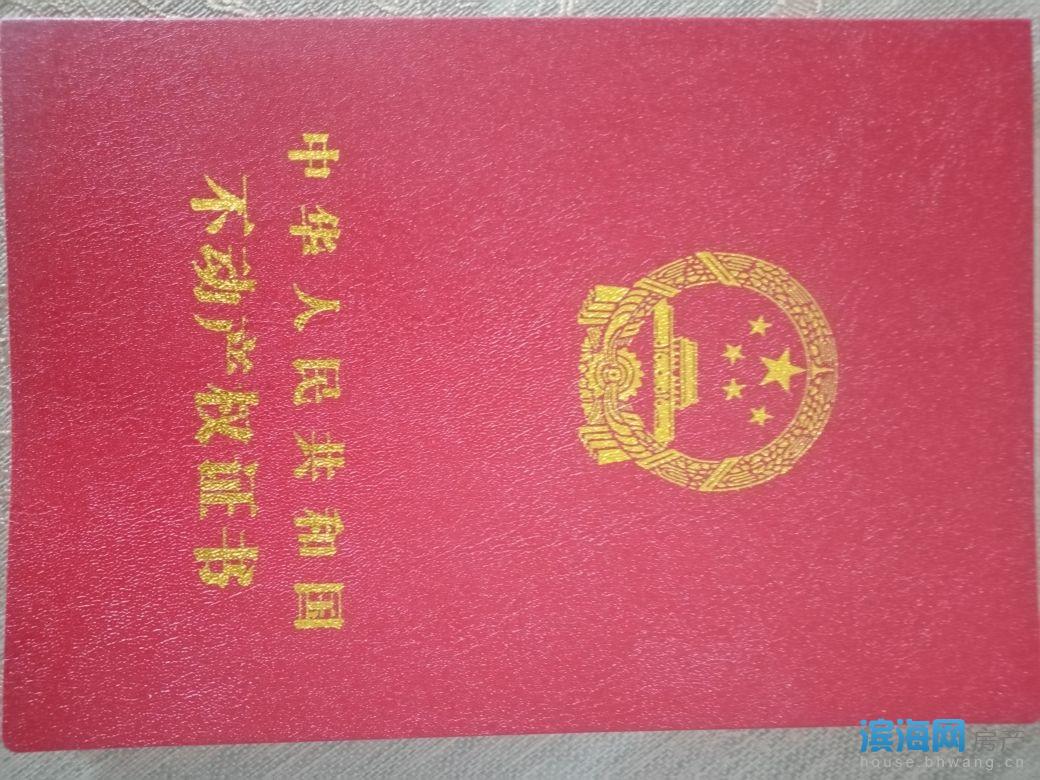 中华人民共和国
不动产权证书
滨海网房产
house.bhwang.cn